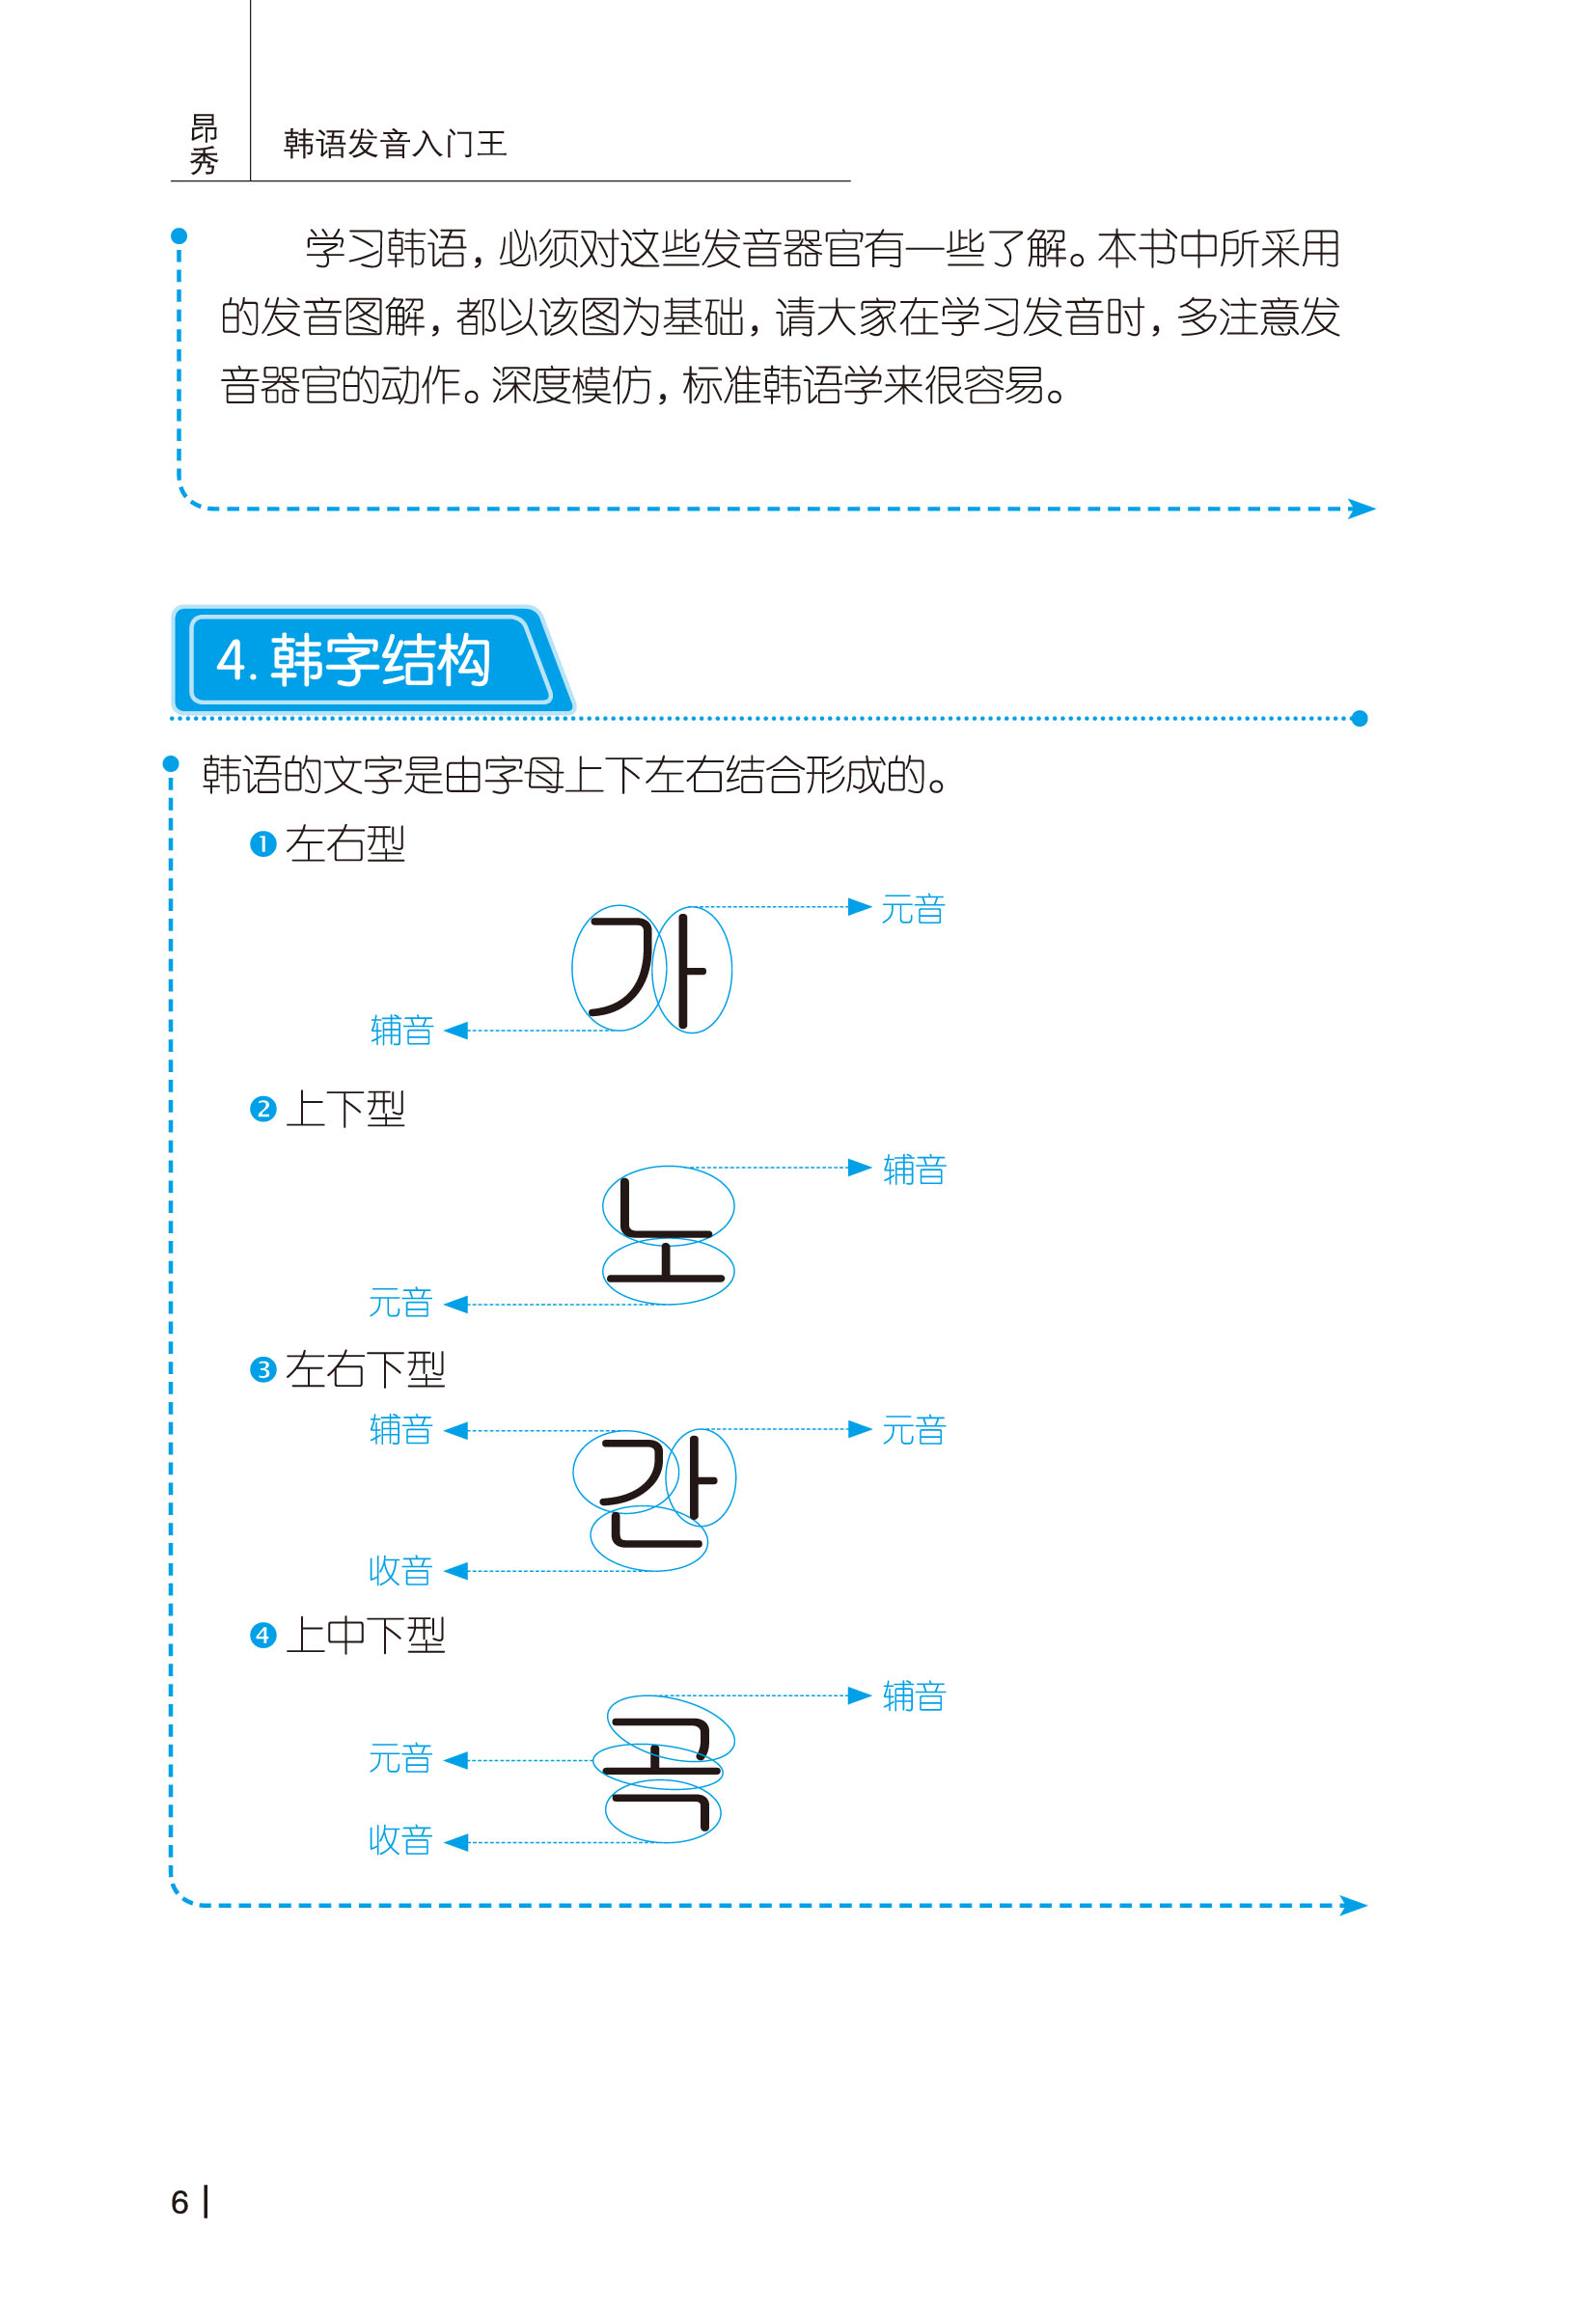 昂秀
韩语发音入门王
学习韩语，必须对这些发音器官有一些了解。本书中所采用
的发音图解，都以该图为基础，请大家在学习发音时，多注意发
音器官的动作。深度模仿，标准韩语学来很容易。
4. 韩字结构
韩语的文字是由字母上下左右结合形成的。
❶ 左右型
元音
가
辅音
❷ 上下型
辅音
노
元音
❸ 左右下型
辅音 元音
간
收音
❹ 上中下型
辅音
곡
元音
收音
6